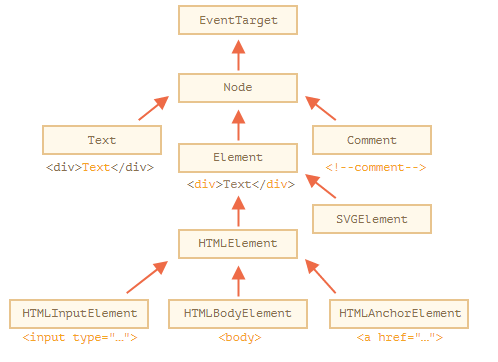 EventTarget
Node
Text
Comment
<div>Text</div>
<!--comment-->
Element
<div>Text</div>
SVGElement
HTMLElement
HTMLInputElement
HTMLBodyElement
HTMLAnchorElement
<input type="…">
<body>
<a href="…">